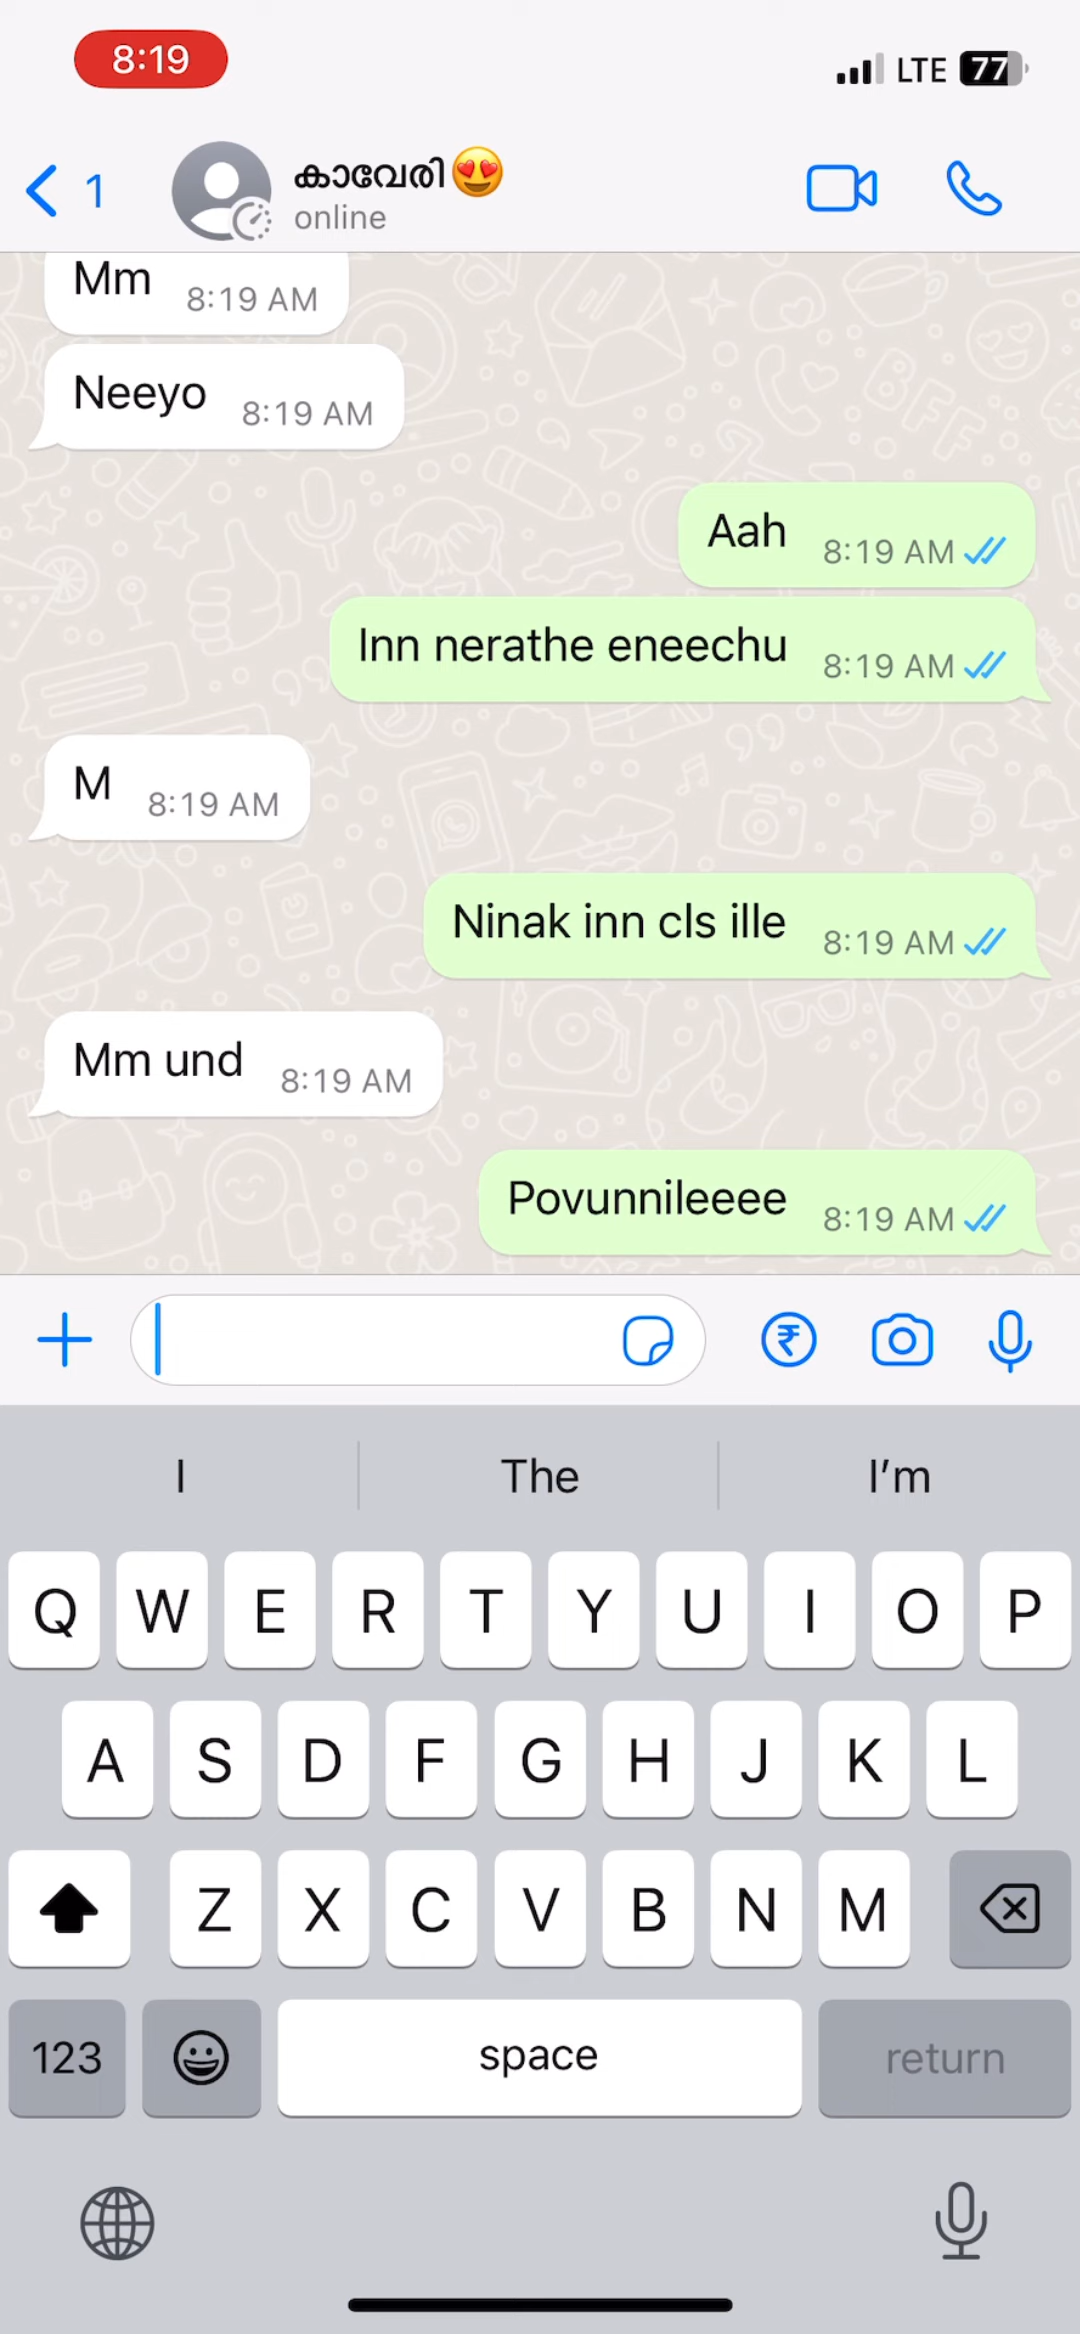 8:19
LTE 77
1
കാവേരി😍
online
Mm 8:19 AM
Neeyo 8:19 AM
Aah 8:19 AM
Inn nerathe eneechu 8:19 AM
M 8:19 AM
Ninak inn cls ille 8:19 AM
Mm und 8:19 AM
Povunnileeee 8:19 AM
₹
I The I'm
Q W E R T Y U I O P
A S D F G H J K L
Z X C V B N M
123 space return